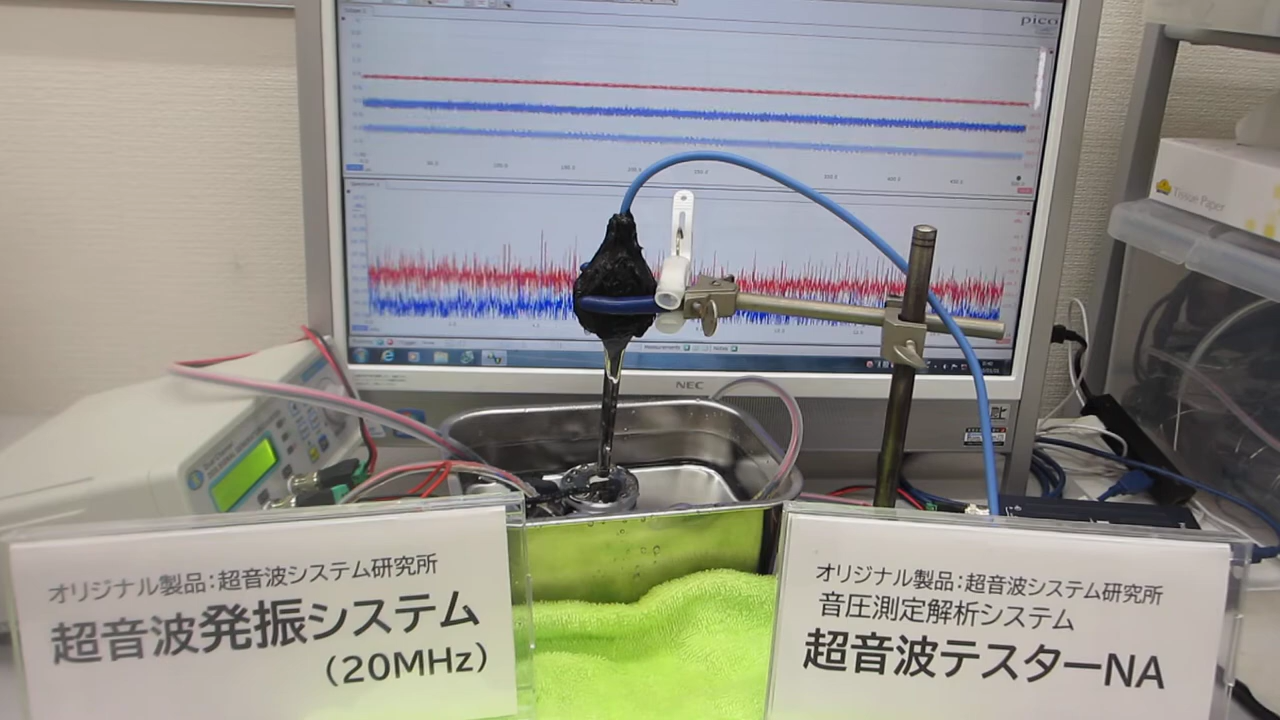 pico
Tissue Paper
NEC
オリジナル製品：超音波システム研究所
超音波発振システム
（20MHz）
オリジナル製品：超音波システム研究所
音圧測定解析システム
超音波テスターNA